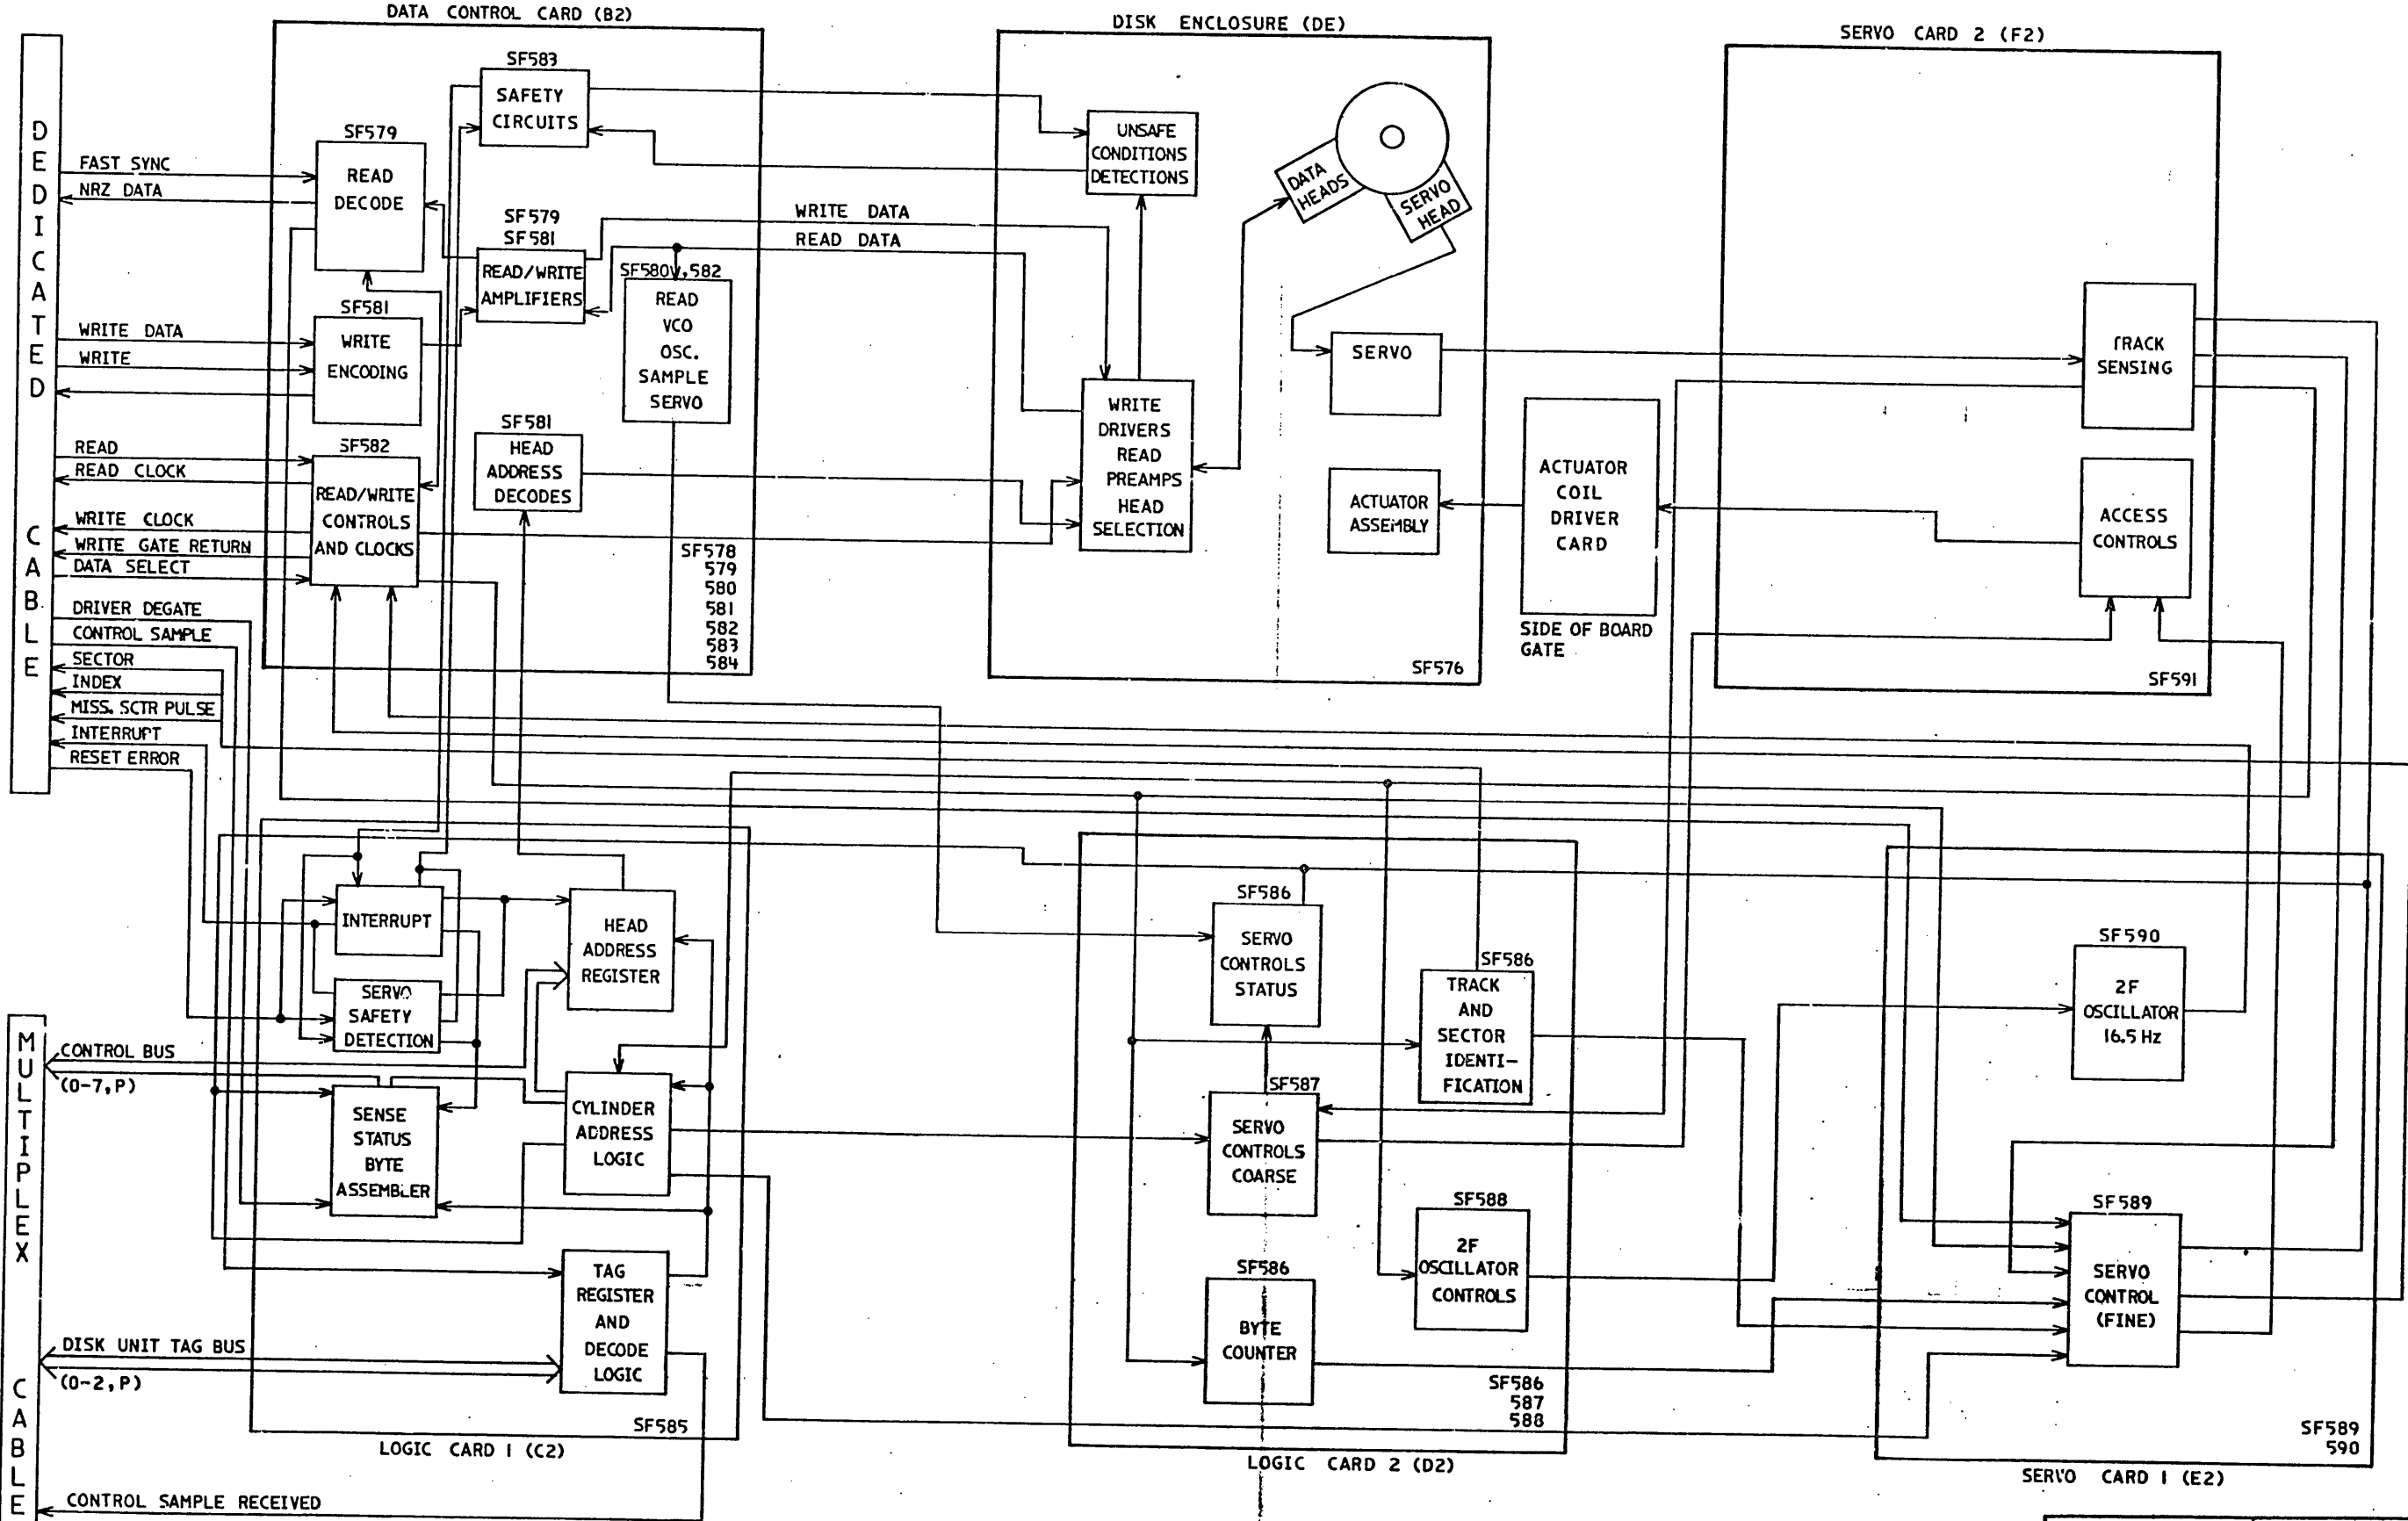 DATA CONTROL CARD (B2)
DISK ENCLOSURE (DE)
SERVO CARD 2 (F2)
DEDICATED CABLE
FAST SYNC
NRZ DATA
WRITE DATA
WRITE
READ
READ CLOCK
WRITE CLOCK
WRITE GATE RETURN
DATA SELECT
DRIVER DEGATE
CONTROL SAMPLE
SECTOR
INDEX
MISS. SCTR PULSE
INTERRUPT
RESET ERROR
SF583
SAFETY
CIRCUITS
SF579
READ
DECODE
SF579
SF581
READ/WRITE
AMPLIFIERS
SF580,582
READ
VCO
OSC.
SAMPLE
SERVO
SF581
WRITE
ENCODING
SF581
HEAD
ADDRESS
DECODES
SF582
READ/WRITE
CONTROLS
AND CLOCKS
SF578
579
580
581
582
583
584
WRITE DATA
READ DATA
UNSAFE
CONDITIONS
DETECTIONS
DATA
HEADS
SERVO
HEAD
SERVO
WRITE
DRIVERS
READ
PREAMPS
HEAD
SELECTION
ACTUATOR
ASSEMBLY
SF576
ACTUATOR
COIL
DRIVER
CARD
SIDE OF BOARD
GATE
TRACK
SENSING
ACCESS
CONTROLS
SF591
MULTIPLEX CABLE
CONTROL BUS
(0-7,P)
DISK UNIT TAG BUS
(0-2,P)
CONTROL SAMPLE RECEIVED
INTERRUPT
SERVO
SAFETY
DETECTION
HEAD
ADDRESS
REGISTER
SENSE
STATUS
BYTE
ASSEMBLER
CYLINDER
ADDRESS
LOGIC
TAG
REGISTER
AND
DECODE
LOGIC
SF585
LOGIC CARD 1 (C2)
SF586
SERVO
CONTROLS
STATUS
SF586
TRACK
AND
SECTOR
IDENTI-
FICATION
SF587
SERVO
CONTROLS
COARSE
SF588
2F
OSCILLATOR
CONTROLS
SF586
BYTE
COUNTER
SF586
587
588
LOGIC CARD 2 (D2)
SF590
2F
OSCILLATOR
16.5 Hz
SF589
SERVO
CONTROL
(FINE)
SF589
590
SERVO CARD 1 (E2)